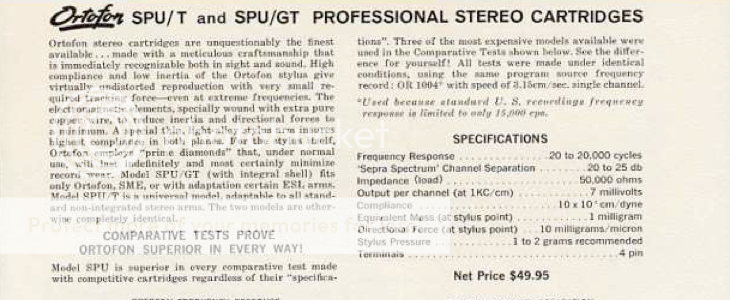 Ortofon SPU/T and SPU/GT PROFESSIONAL STEREO CARTRIDGES
Ortofon stereo cartridges are unquestionably the finest
available...made with a meticulous craftsmanship that
is immediately recognizable both in sight and sound. High
compliance and low inertia of the Ortofon stylus give
virtually undistorted reproduction with very small re-
quired tracking force—even at extreme frequencies. The
electromagnetic elements, specially wound with extra pure
copper wire, to reduce inertia and directional forces to
a minimum. A special thin, light-alloy stylus arm insures
highest compliance in both planes. For the stylus itself,
Ortofon employs "prime diamonds" that, under normal
use, will last indefinitely and most certainly minimize
record wear. Model SPU/GT (with integral shell) fits
only Ortofon, SME, or with adaptation certain ESL arms.
Model SPU/T is a universal model, adaptable to all stand-
ard non-integrated stereo arms. The two models are other-
wise completely identical.
COMPARATIVE TESTS PROVE
ORTOFON SUPERIOR IN EVERY WAY!
Model SPU is superior in every comparative test made
with competitive cartridges regardless of their "specifica-
tions". Three of the most expensive models available were
used in the Comparative Tests shown below. See the differ-
ence for yourself! All tests were made under identical
conditions, using the same program source frequency
record: OR 1004* with speed of 3.15cm/sec. single channel.
*Used because standard U. S. recordings frequency
response is limited to only 15,000 cps.
SPECIFICATIONS
Frequency Response ................ 20 to 20,000 cycles
'Sepra Spectrum' Channel Separation ........ 20 to 25 db
Impedance (load) ........................ 50,000 ohms
Output per channel (at 1KC/cm) ............ 7 millivolts
Compliance ........................ 10 x 10⁻⁶ cm/dyne
Equivalent Mass (at stylus point) ........... 1 milligram
Directional Force (at stylus point) ... 10 milligrams/micron
Stylus Pressure ............... 1 to 2 grams recommended
Terminals ................................ 4 pin
Net Price $49.95